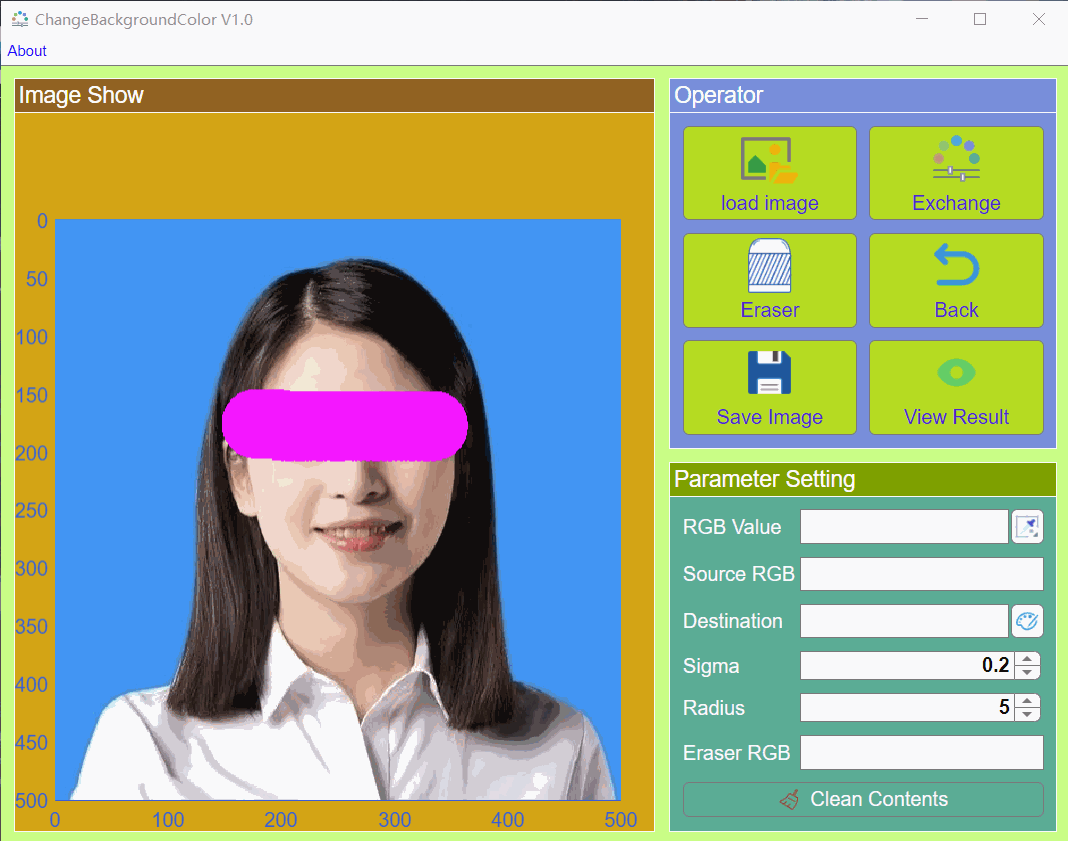 ChangeBackgroundColor V1.0
About
Image Show
0
50
100
150
200
250
300
350
400
450
500
0 100 200 300 400 500
Operator
load image
Exchange
Eraser
Back
Save Image
View Result
Parameter Setting
RGB Value
Source RGB
Destination
Sigma 0.2
Radius 5
Eraser RGB
Clean Contents